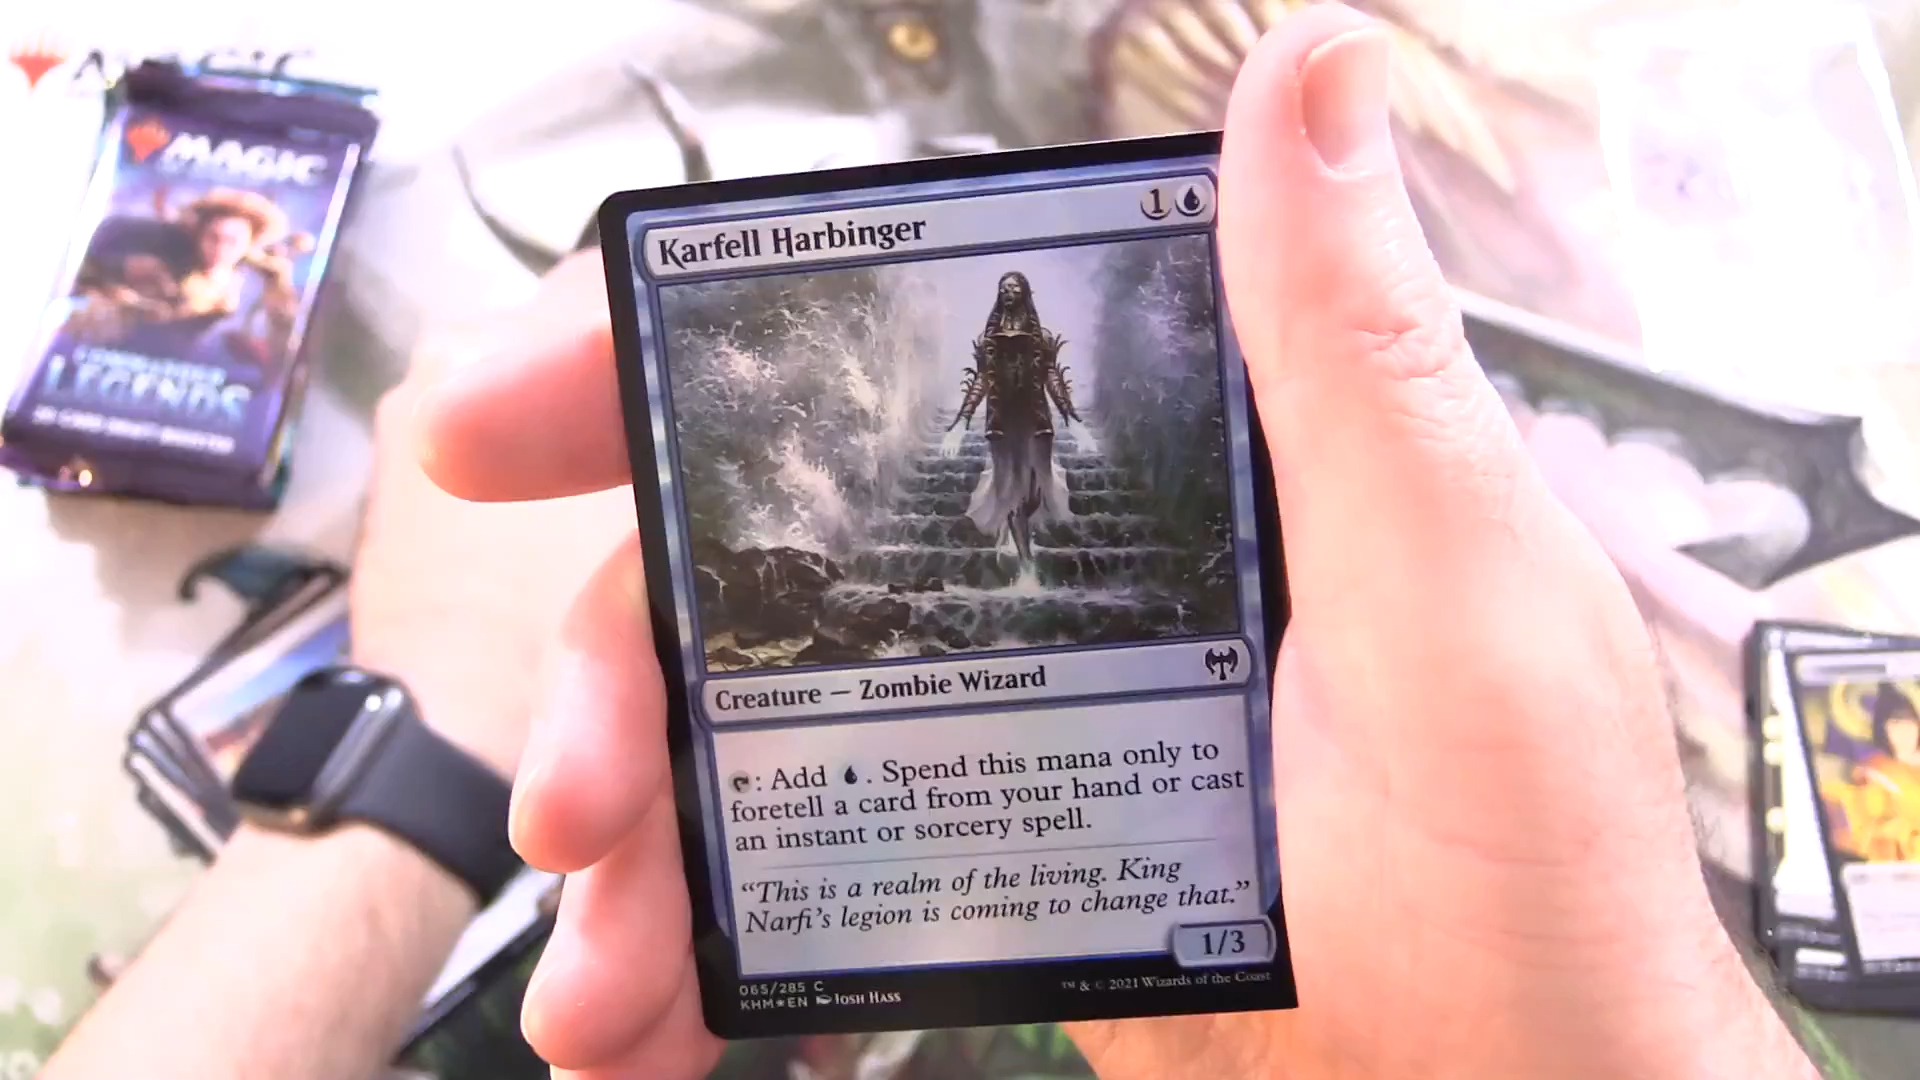 MAGIC
MAGIC
LEGENDS
Karfell Harbinger
1
Creature — Zombie Wizard
: Add . Spend this mana only to
foretell a card from your hand or cast
an instant or sorcery spell.
“This is a realm of the living. King
Narfi’s legion is coming to change that.”
1/3
065/285 C
KHM★EN Josh Hass
™ & © 2021 Wizards of the Coast